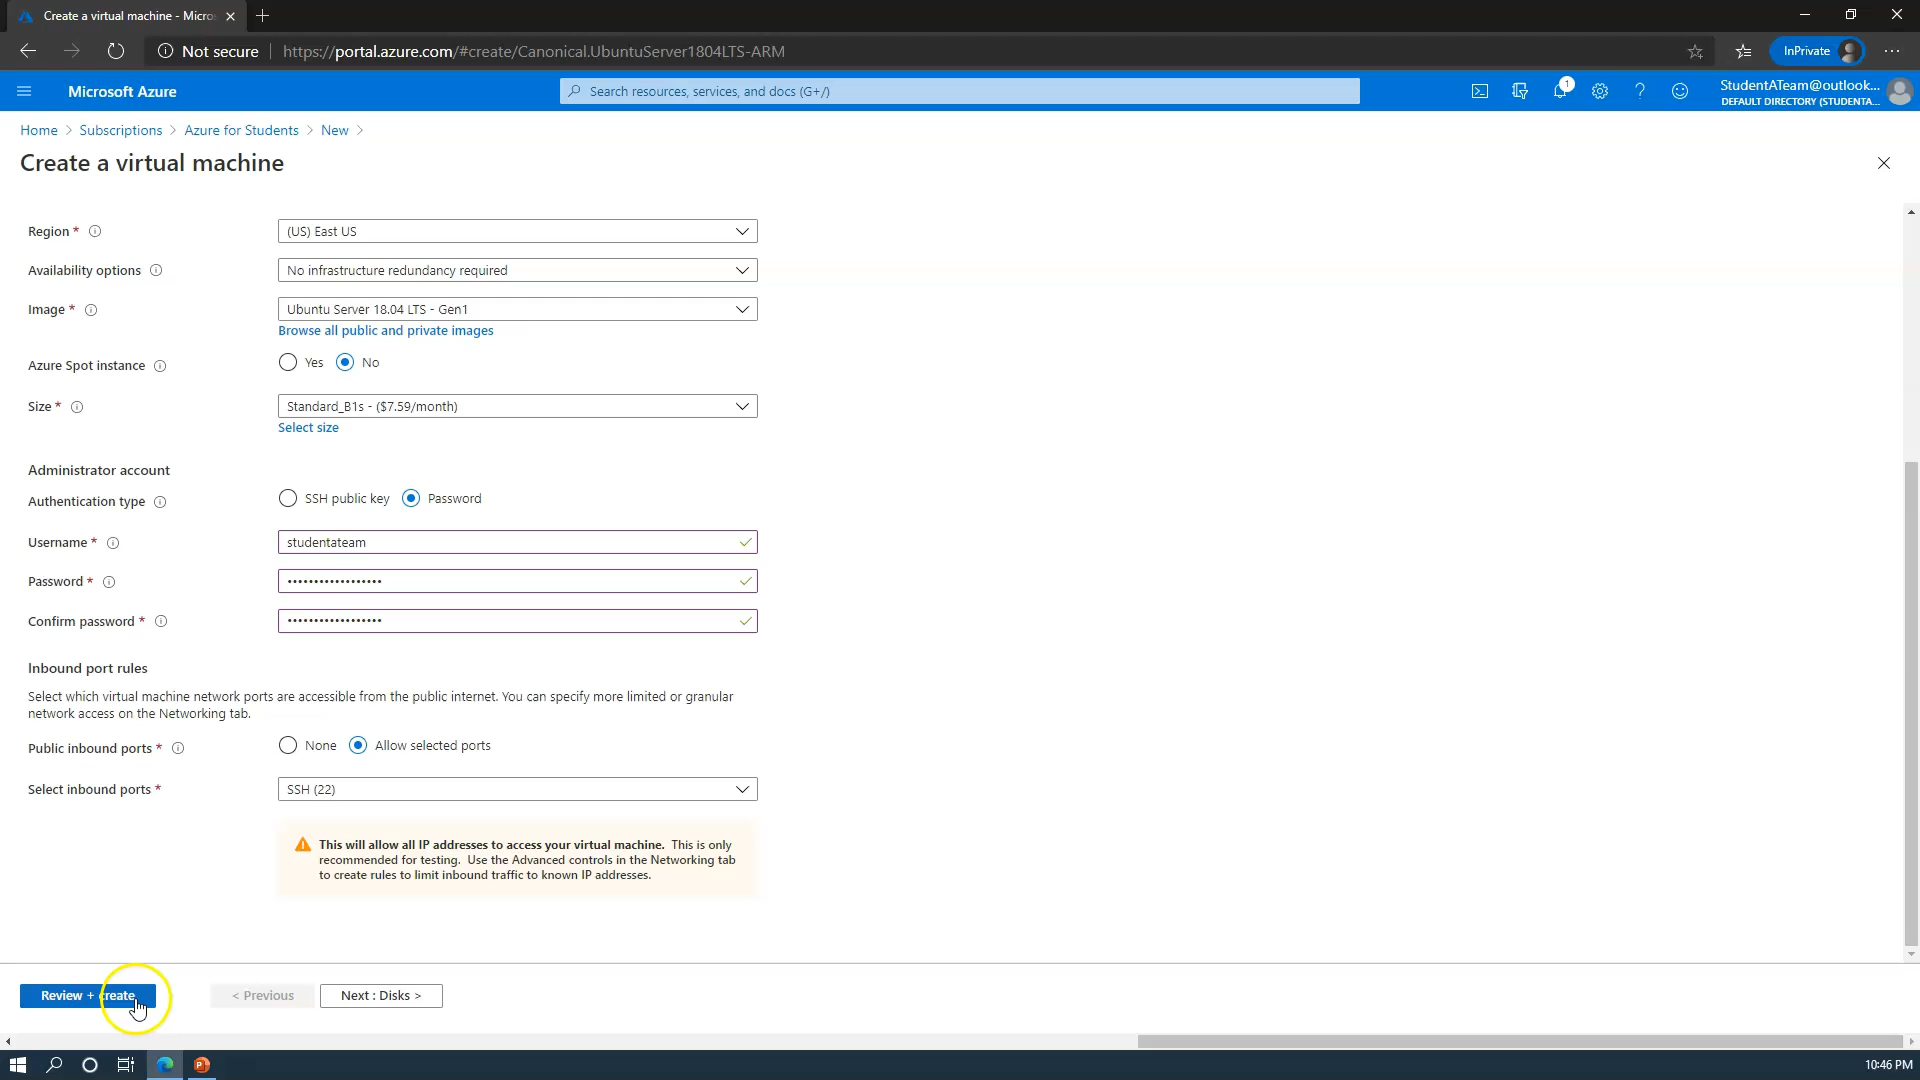 Create a virtual machine - Micros
Not secure
https://portal.azure.com/#create/Canonical.UbuntuServer1804LTS-ARM
InPrivate
Microsoft Azure
Search resources, services, and docs (G+/)
1
StudentATeam@outlook...
DEFAULT DIRECTORY (STUDENTA...
Home > Subscriptions > Azure for Students > New >
Create a virtual machine
Region *
(US) East US
Availability options
No infrastructure redundancy required
Image *
Ubuntu Server 18.04 LTS - Gen1
Browse all public and private images
Azure Spot instance
Yes No
Size *
Standard_B1s - ($7.59/month)
Select size
Administrator account
Authentication type
SSH public key Password
Username *
studentateam
Password *
••••••••••••••••••
Confirm password *
••••••••••••••••••
Inbound port rules
Select which virtual machine network ports are accessible from the public internet. You can specify more limited or granular
network access on the Networking tab.
Public inbound ports *
None Allow selected ports
Select inbound ports *
SSH (22)
This will allow all IP addresses to access your virtual machine. This is only
recommended for testing. Use the Advanced controls in the Networking tab
to create rules to limit inbound traffic to known IP addresses.
Review + create
< Previous
Next : Disks >
10:46 PM